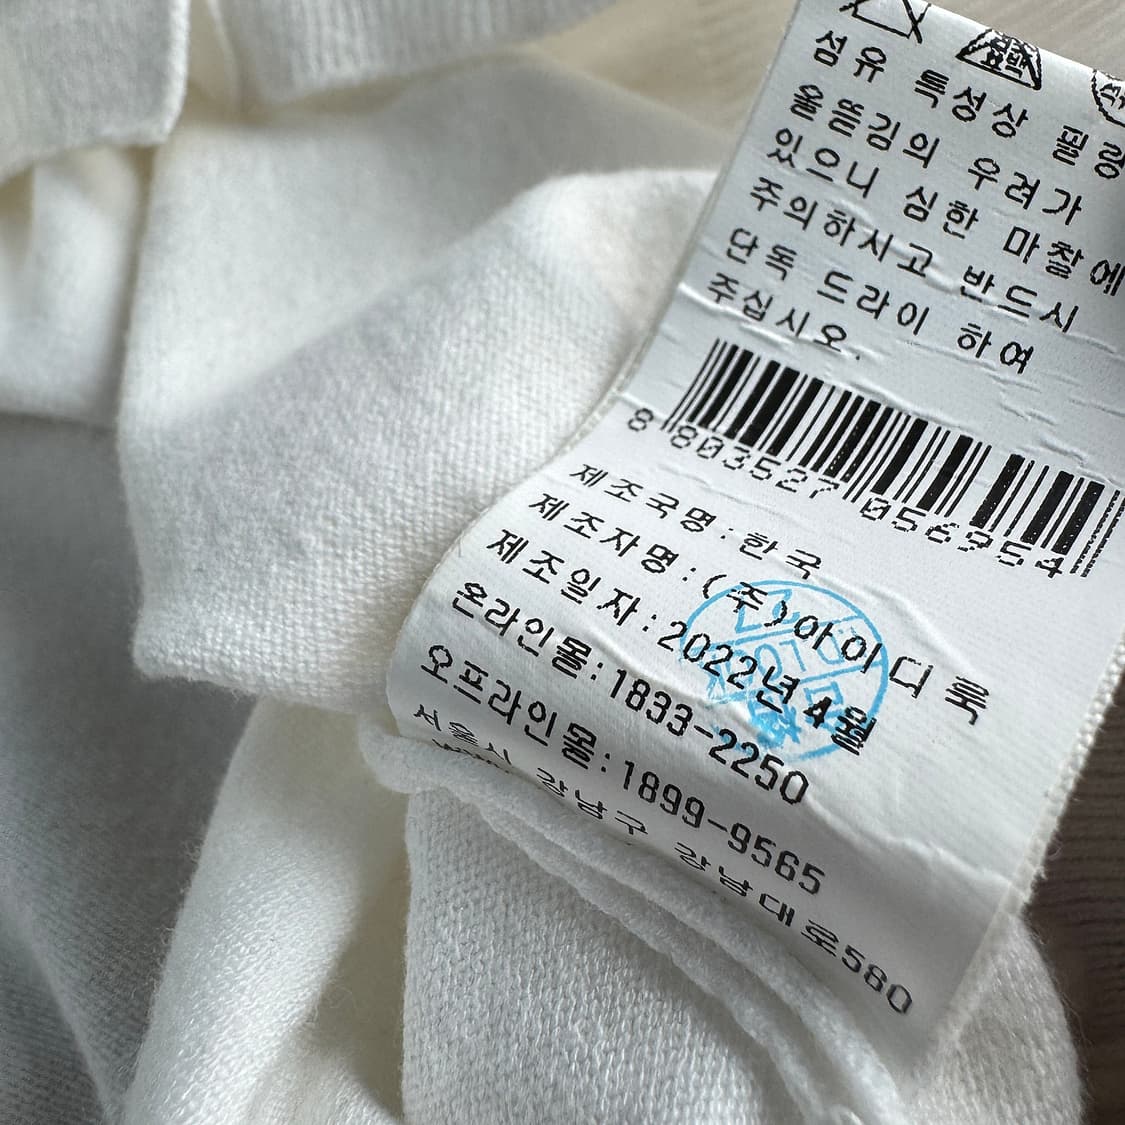 섬유 특성상 필링
올뜯김의 우려가
있으니 심한 마찰에
주의하시고 반드시
단독 드라이 하여
주십시오.
8 803527 056954
제조국명:한국
제조자명:(주)아이디룩
제조일자:2022년 4월
온라인몰:1833-2250
오프라인몰:1899-9565
서울시 강남구 강남대로580